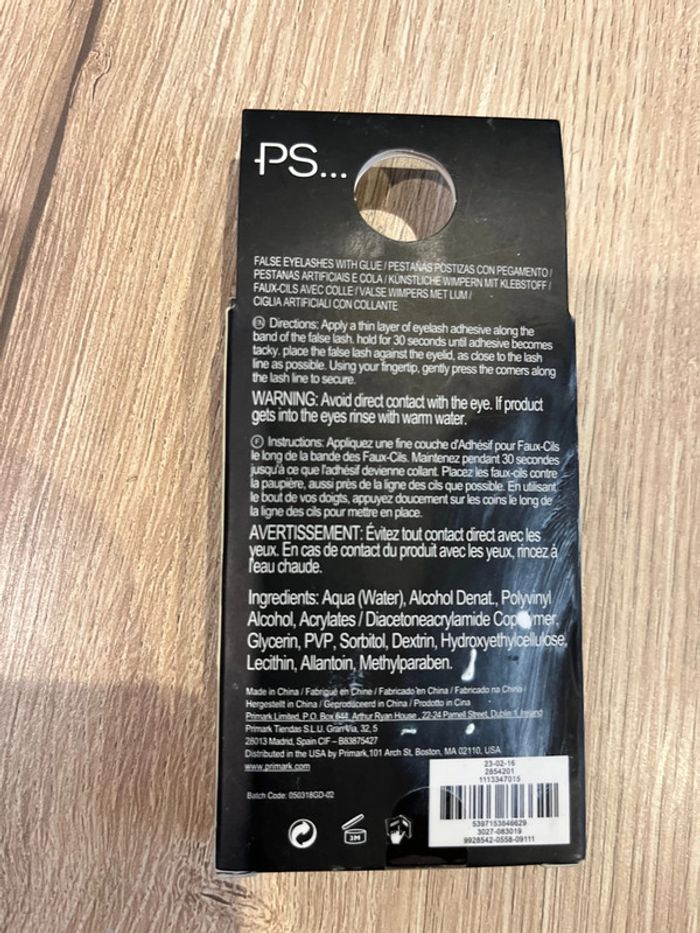 PS...
FALSE EYELASHES WITH GLUE / PESTAÑAS POSTIZAS CON PEGAMENTO /
PESTANAS ARTIFICIAIS E COLA / KÜNSTLICHE WIMPERN MIT KLEBSTOFF /
FAUX-CILS AVEC COLLE / VALSE WIMPERS MET LIJM /
CIGLIA ARTIFICIALI CON COLLANTE
EN Directions: Apply a thin layer of eyelash adhesive along the
band of the false lash. hold for 30 seconds until adhesive becomes
tacky. place the false lash against the eyelid, as close to the lash
line as possible. Using your fingertip, gently press the corners along
the lash line to secure.
WARNING: Avoid direct contact with the eye. If product
gets into the eyes rinse with warm water.
F Instructions: Appliquez une fine couche d'Adhésif pour Faux-Cils
le long de la bande des Faux-Cils. Maintenez pendant 30 secondes
jusqu'à ce que l'adhésif devienne collant. Placez les faux-cils contre
la paupière, aussi près de la ligne des cils que possible. En utilisant
le bout de vos doigts, appuyez doucement sur les coins le long de
la ligne des cils pour mettre en place.
AVERTISSEMENT: Évitez tout contact direct avec les
yeux. En cas de contact du produit avec les yeux, rincez à
l'eau chaude.
Ingredients: Aqua (Water), Alcohol Denat., Polyvinyl
Alcohol, Acrylates / Diacetoneacrylamide Copolymer,
Glycerin, PVP, Sorbitol, Dextrin, Hydroxyethylcellulose,
Lecithin, Allantoin, Methylparaben.
Made in China / Fabriqué en Chine / Fabricado en China / Fabricado na China
Hergestellt in China / Geproduceerd in China / Prodotto in Cina
Primark Limited, P.O. Box 644, Arthur Ryan House, 22-24 Parnell Street, Dublin 1, Ireland
Primark Tiendas S.L.U. Gran Via, 32, 5
28013 Madrid, Spain CIF – B83875427
Distributed in the USA by Primark,101 Arch St, Boston, MA 02110, USA
www.primark.com
Batch Code: 050318GD-02
3M
23-02-16
2854201
1113347015
5397153846629
3027-083019
9928542-0558-09111